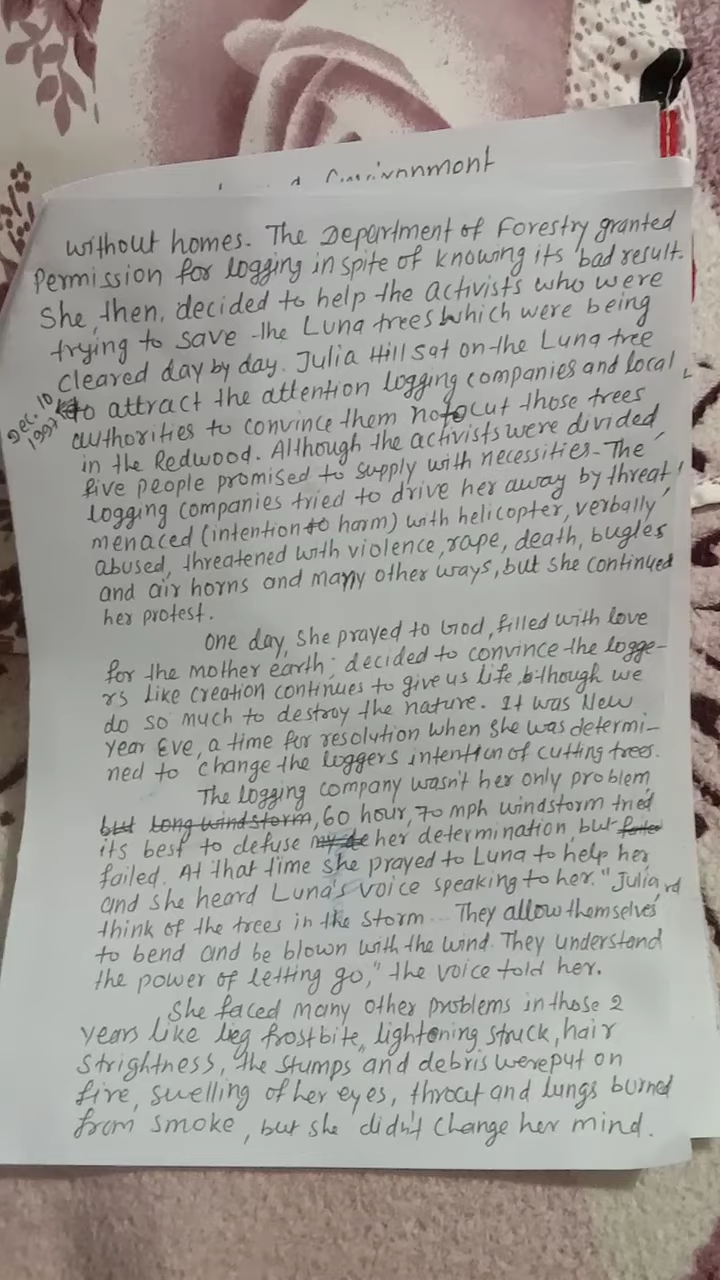 Environment
without homes. The Department of Forestry granted
Permission for logging in spite of knowing its bad result.
She, then, decided to help the activists who were
trying to save the Luna trees which were being
cleared day by day. Julia Hill sat on the Luna tree
Dec. 10
1997
to attract the attention logging companies and local
authorities to convince them not to cut those trees
in the Redwood. Although the activists were divided,
five people promised to supply with necessities. The
logging companies tried to drive her away by threat,
menaced (intention to harm) with helicopter, verbally
abused, threatened with violence, rape, death, bugles
and air horns and many other ways, but she continued
her protest.
One day, she prayed to God, filled with love
for the mother earth; decided to convince the logge-
rs like creation continues to give us life, though we
do so much to destroy the nature. It was New
Year Eve, a time for resolution when she was determi-
ned to change the loggers intention of cutting trees.
The logging company wasn't her only problem,
but long windstorm, 60 hour, 70 mph windstorm tried
its best to defuse her determination, but
failed. At that time she prayed to Luna to help her
and she heard Luna's voice speaking to her. "Julia,
think of the trees in the storm... They allow themselves
to bend and be blown with the wind. They understand
the power of letting go," the voice told her.
She faced many other problems in those 2
years like leg frostbite, lightening struck, hair
strightness, the stumps and debris were put on
fire, swelling of her eyes, throat and lungs burned
from smoke, but she didn't change her mind.